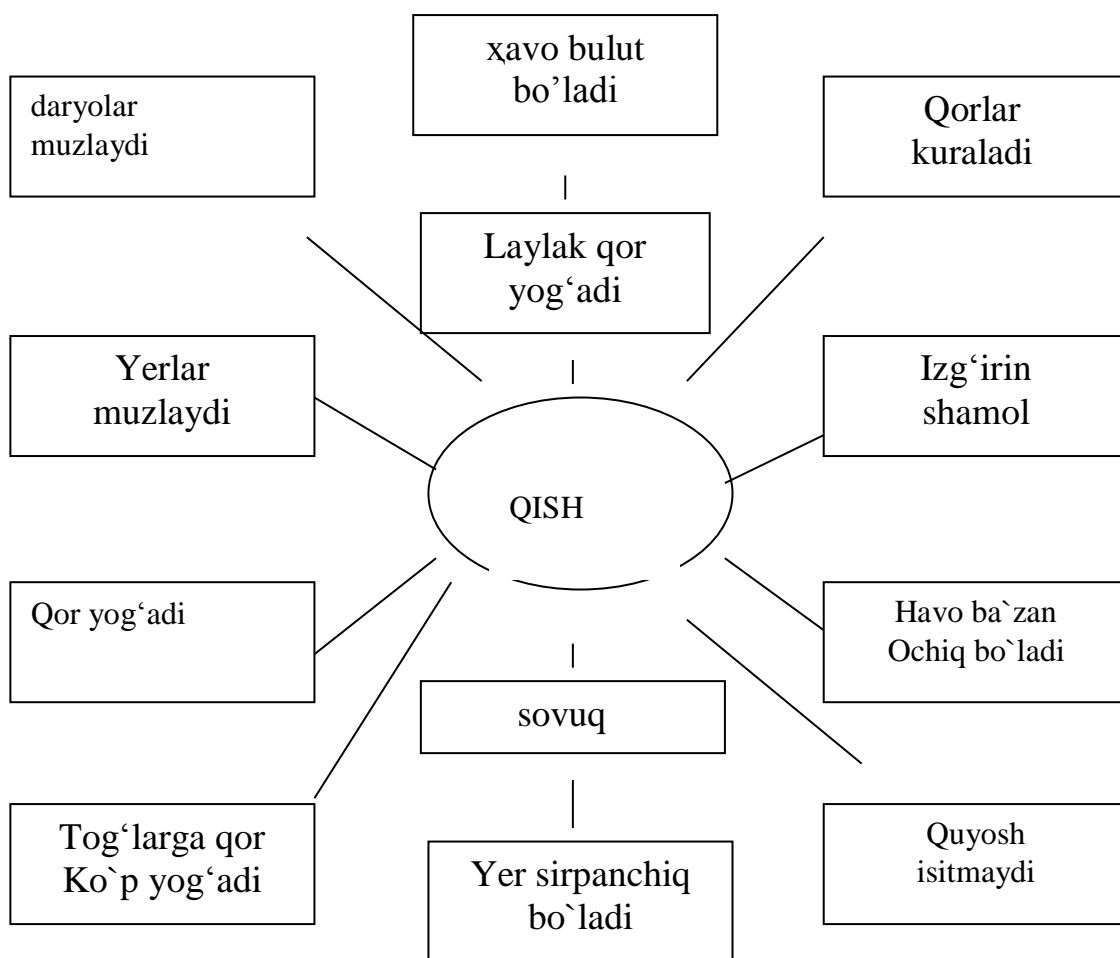 ҳavo bulut
bo’ladi
daryolar
muzlaydi
Qorlar
kuraladi
Laylak qor
yog‘adi
Yerlar
muzlaydi
Izg‘irin
shamol
QISH
Qor yog‘adi
Havo ba`zan
Ochiq bo`ladi
sovuq
Tog‘larga qor
Ko`p yog‘adi
Yer sirpanchiq
bo`ladi
Quyosh
isitmaydi